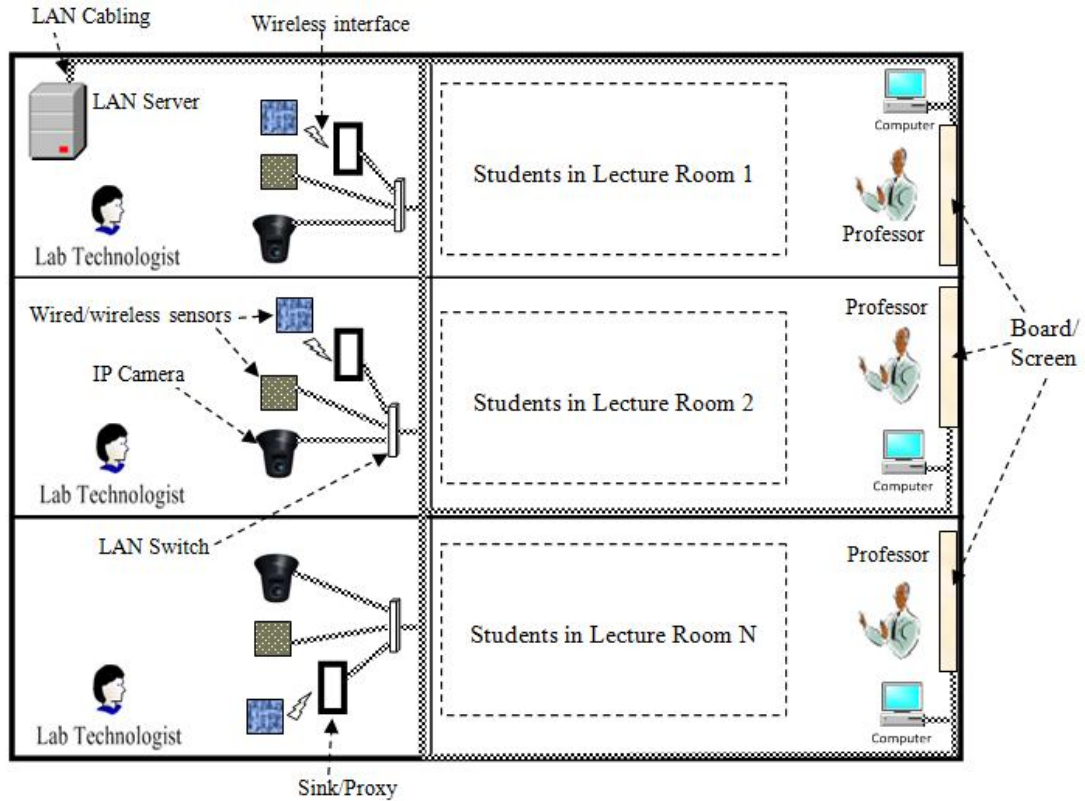 LAN Cabling
Wireless interface
LAN Server
Computer
Students in Lecture Room 1
Professor
Lab Technologist
Wired/wireless sensors
Professor
Board/
Screen
IP Camera
Students in Lecture Room 2
Computer
Lab Technologist
LAN Switch
Professor
Students in Lecture Room N
Lab Technologist
Computer
Sink/Proxy